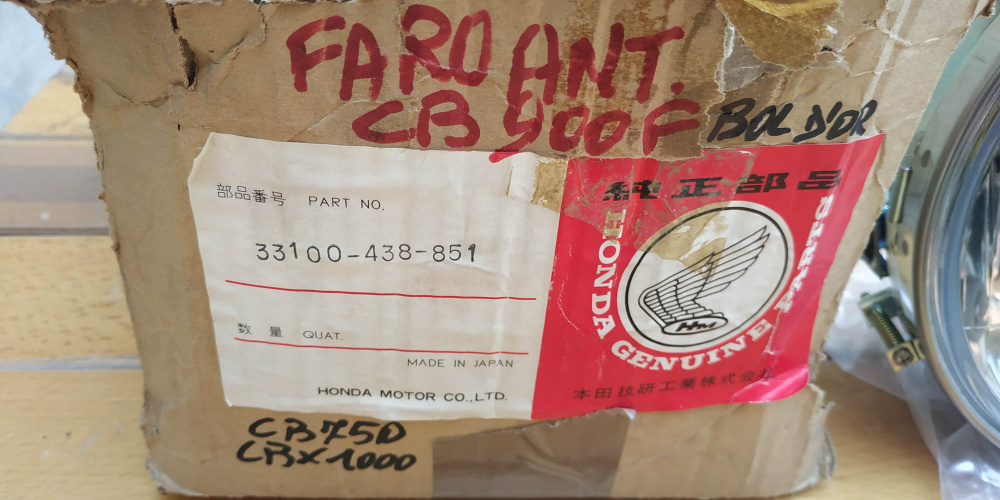 FARO ANT.
CB 900F BOL D'OR
部品番号 PART NO.
33100-438-851
数量 QUAT.
MADE IN JAPAN
HONDA MOTOR CO.,LTD.
純正部品
HONDA GENUINE PARTS
HM
本田技研工業株式会社
CB750
CBX1000